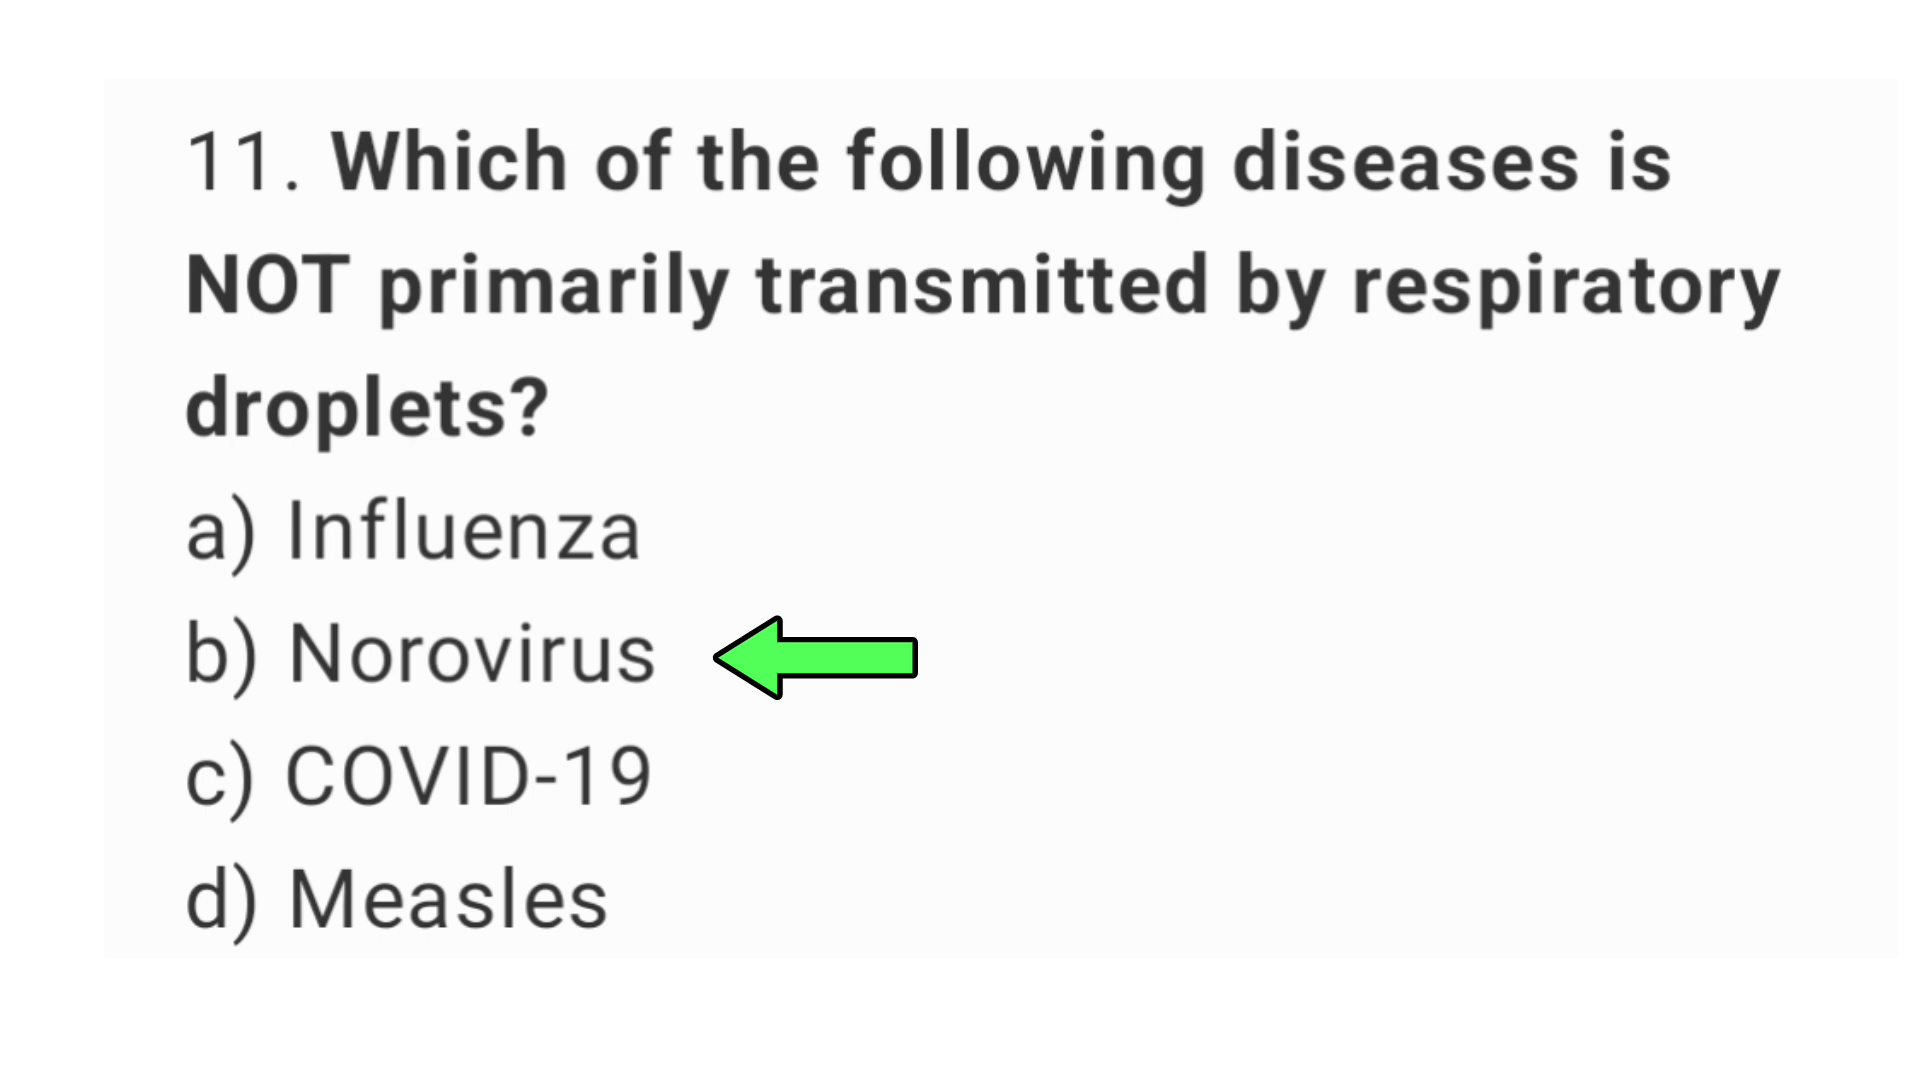 11. Which of the following diseases is
NOT primarily transmitted by respiratory
droplets?
a) Influenza
b) Norovirus
c) COVID-19
d) Measles